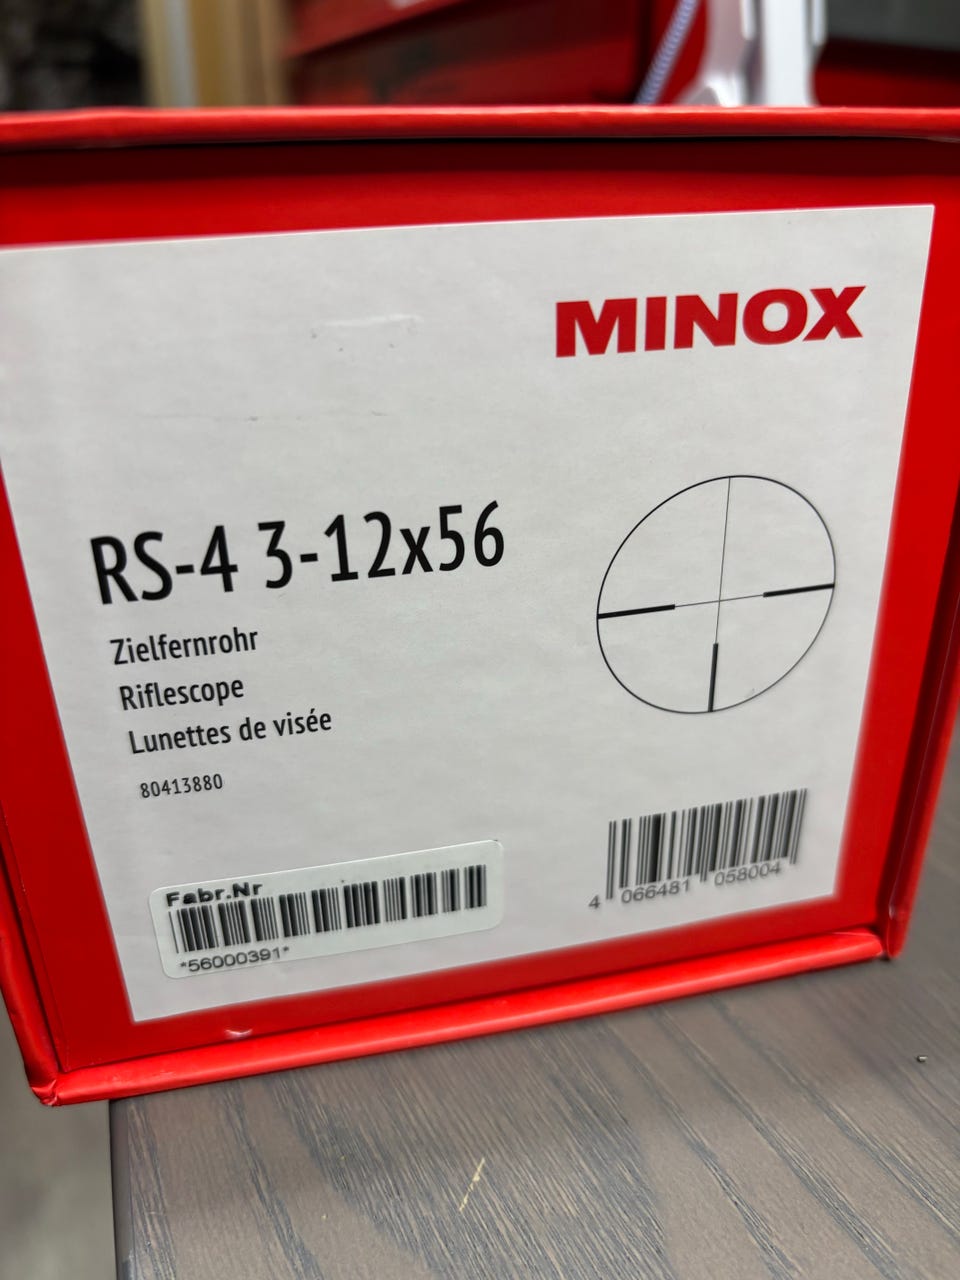 MINOX
RS-4 3-12x56
Zielfernrohr
Riflescope
Lunettes de visée
80413880
Fabr.Nr
*56000391*
4 066481 058004